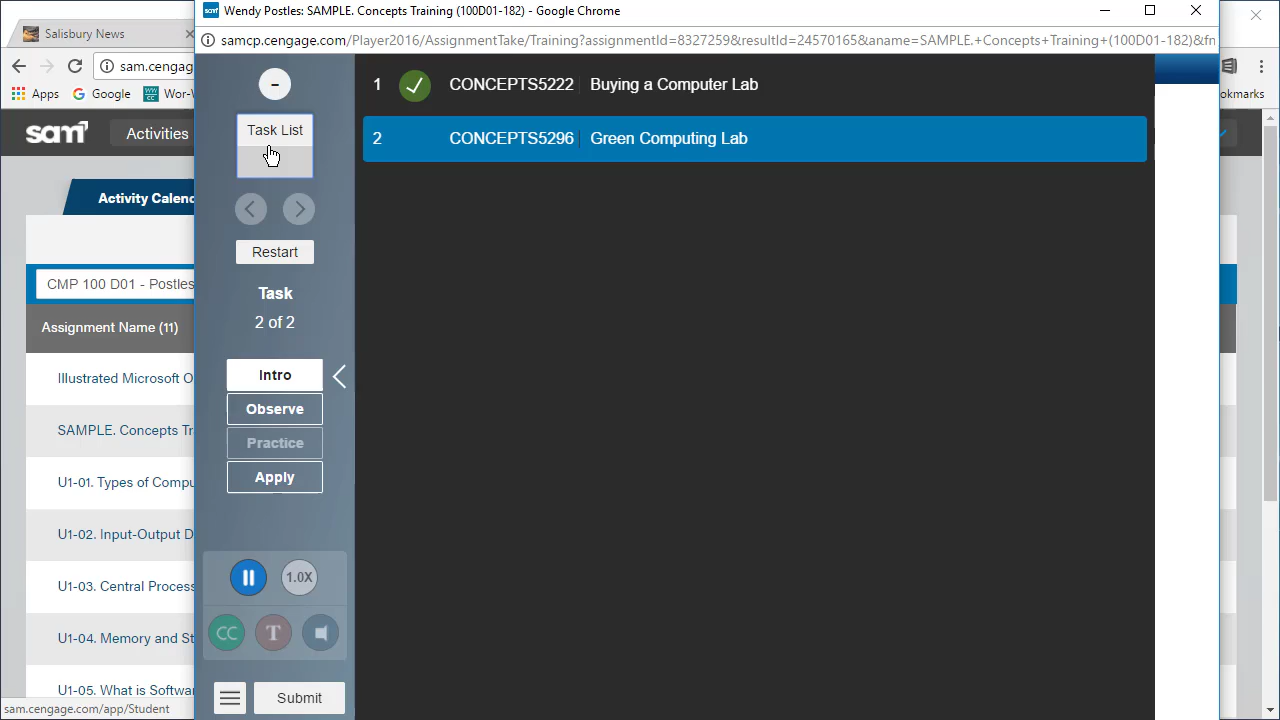 Wendy Postles: SAMPLE. Concepts Training (100D01-182) - Google Chrome
samcp.cengage.com/Player2016/AssignmentTake/Training?assignmentId=8327259&resultId=24570165&aname=SAMPLE.+Concepts+Training+(100D01-182)&fn
Salisbury News
sam.cengag
Apps
Google
Wor-W
okmarks
sam
Activities
Activity Calend
CMP 100 D01 - Postles
Assignment Name (11)
Illustrated Microsoft O
SAMPLE. Concepts Tr
U1-01. Types of Compu
U1-02. Input-Output D
U1-03. Central Process
U1-04. Memory and St
U1-05. What is Softwa
sam.cengage.com/app/Student
-
Task List
Restart
Task
2 of 2
Intro
Observe
Practice
Apply
1.0X
CC
T
Submit
1 CONCEPTS5222 Buying a Computer Lab
2 CONCEPTS5296 Green Computing Lab